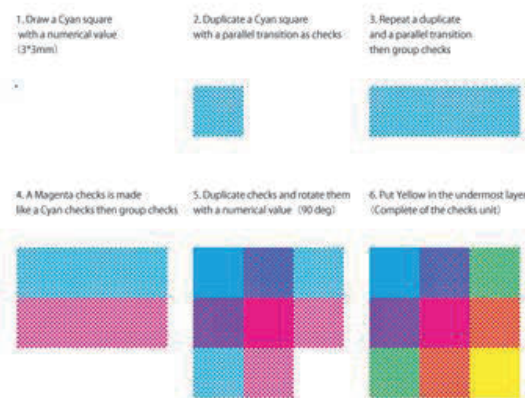 1. Draw a Cyan square
with a numerical value
(3*3mm)
2. Duplicate a Cyan square
with a parallel transition as checks
3. Repeat a duplicate
and a parallel transition
then group checks
4. A Magenta checks is made
like a Cyan checks then group checks
5. Duplicate checks and rotate them
with a numerical value (90 deg)
6. Put Yellow in the undermost layer
(Complete of the checks unit)